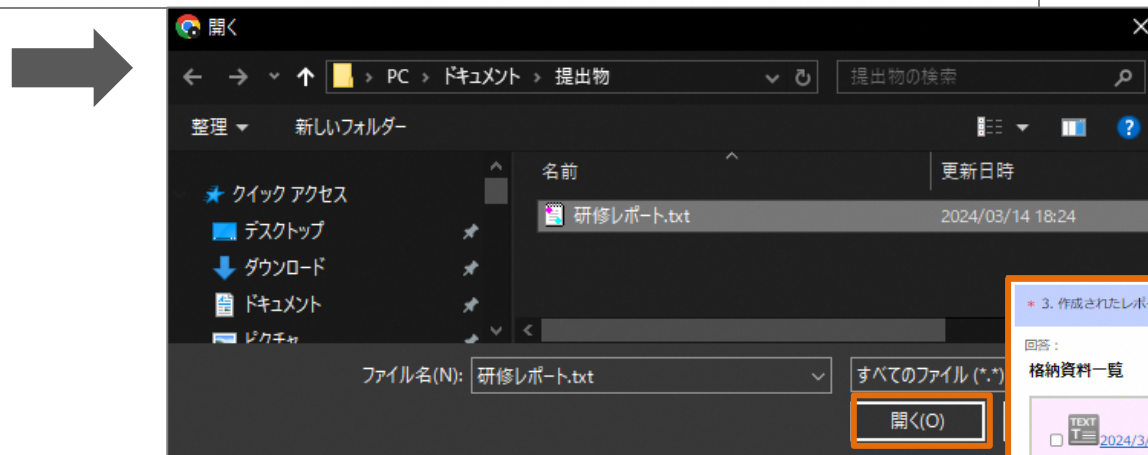 開く
PC › ドキュメント › 提出物
提出物の検索
整理 新しいフォルダー
名前 更新日時
クイック アクセス
研修レポート.txt 2024/03/14 18:24
デスクトップ
ダウンロード
ドキュメント
ピクチャ
ファイル名(N): 研修レポート.txt すべてのファイル (*.*)
開く(O)
* 3. 作成されたレポ
回答：
格納資料一覧
TEXT
2024/3/